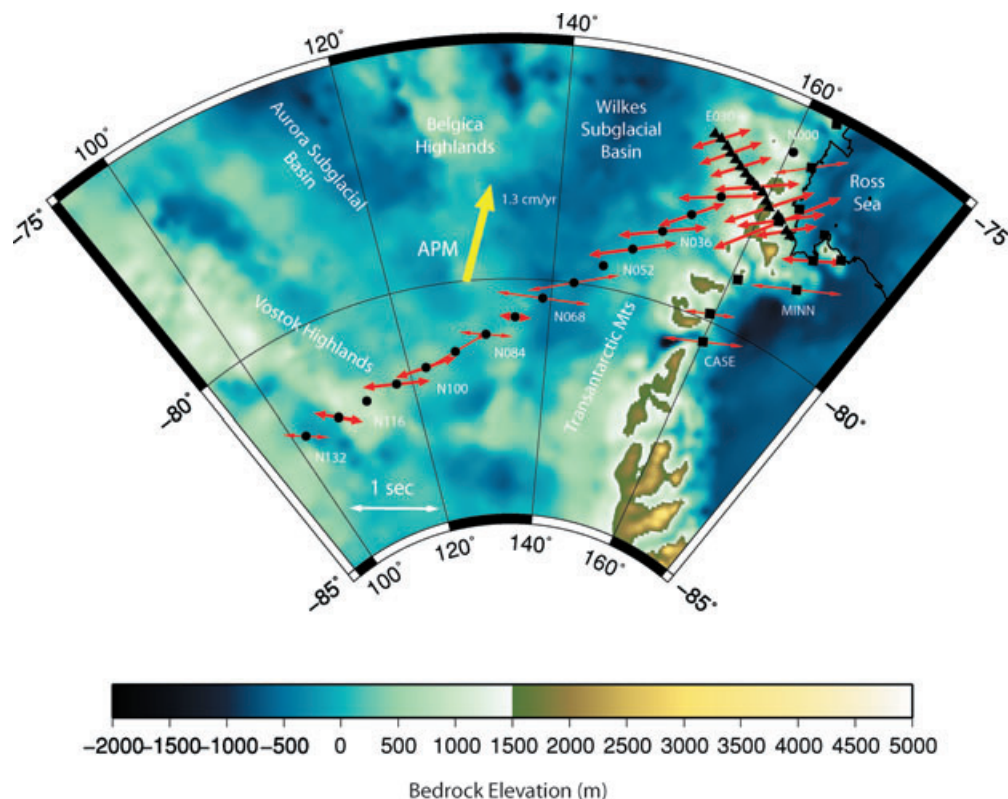 140°
120°
160°
100°
Aurora Subglacial
Basin
Belgica
Highlands
Wilkes
Subglacial
Basin
E030
N000
Ross
Sea
−75°
−75°
1.3 cm/yr
APM
N036
N052
N068
MINN
Vostok Highlands
N084
Transantarctic Mts
CASE
N100
−80°
−80°
N116
N132
1 sec
120°
140°
100°
160°
−85°
−85°
−2000
−1500
−1000
−500
0
500
1000
1500
2000
2500
3000
3500
4000
4500
5000
Bedrock Elevation (m)